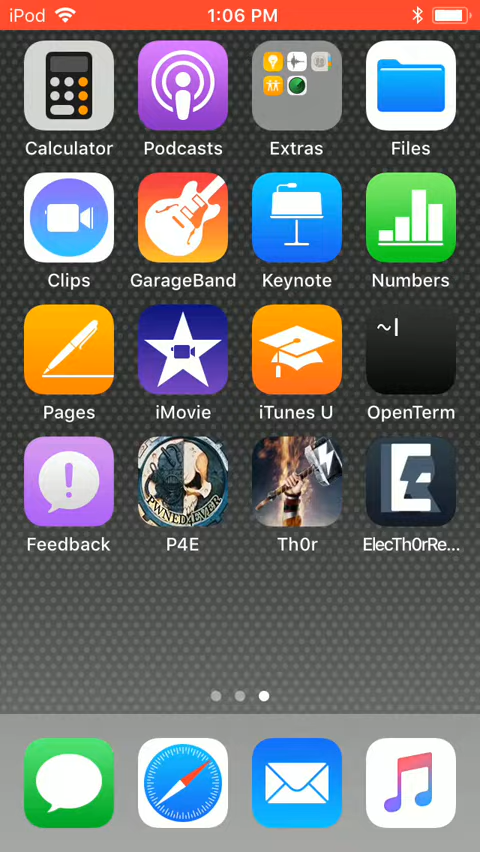 iPod 1:06 PM
Calculator Podcasts Extras Files
Clips GarageBand Keynote Numbers
~|
Pages iMovie iTunes U OpenTerm
PWNED4EVER
E
Feedback P4E Th0r ElecTh0rRe...